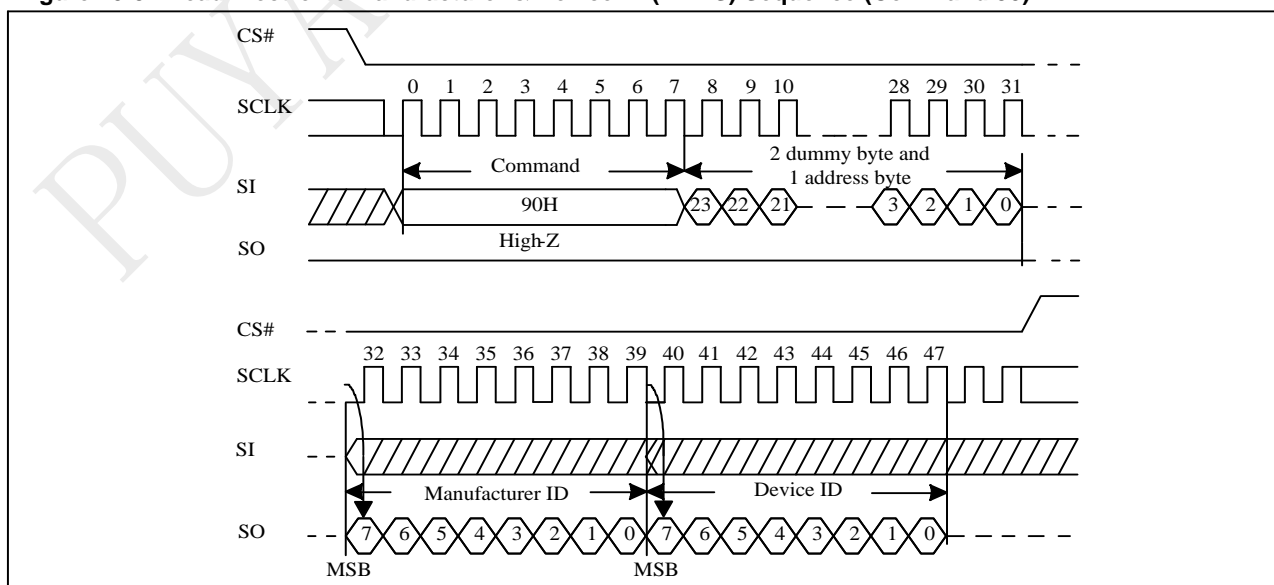 PUYA
CS#
SCLK
0 1 2 3 4 5 6 7 8 9 10 28 29 30 31
Command
2 dummy byte and
1 address byte
SI
90H
23 22 21 3 2 1 0
High-Z
SO
CS#
SCLK
32 33 34 35 36 37 38 39 40 41 42 43 44 45 46 47
SI
Manufacturer ID
Device ID
SO
7 6 5 4 3 2 1 0 7 6 5 4 3 2 1 0
MSB
MSB